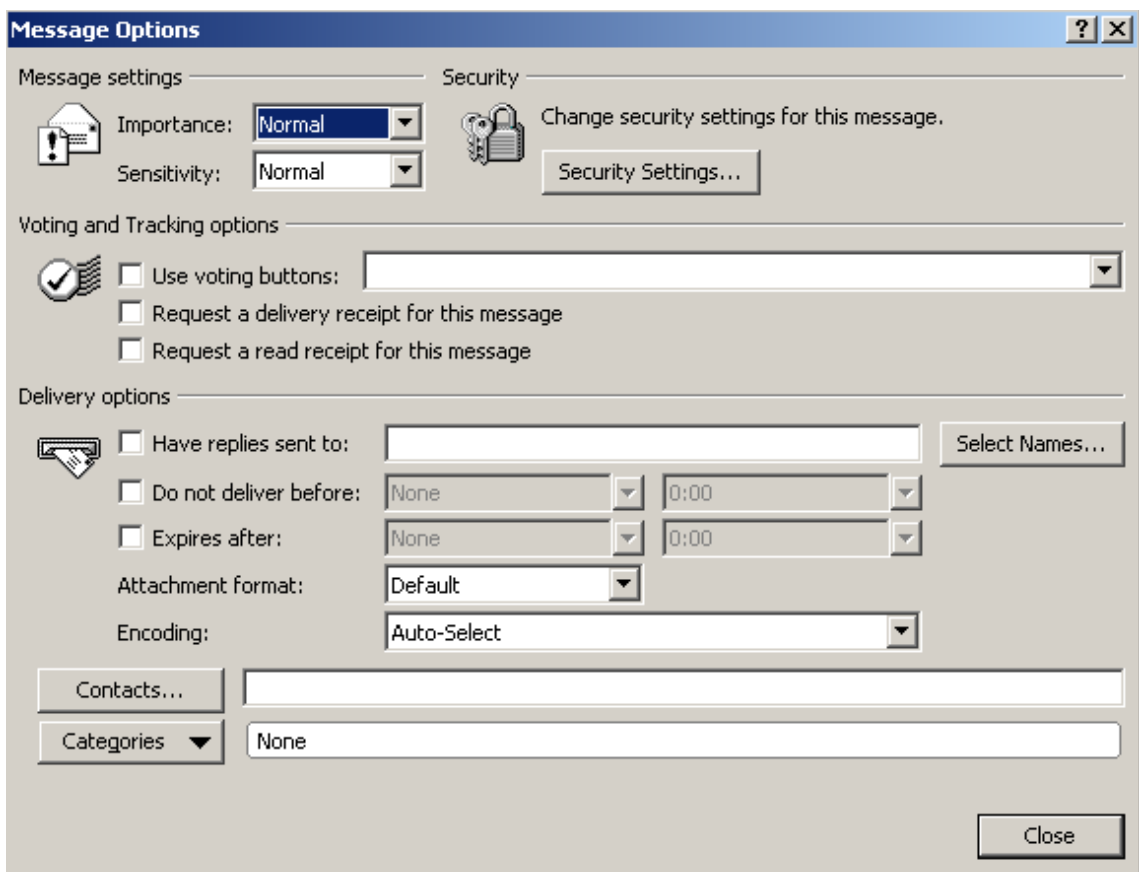 Message Options
Message settings
Security
Importance: Normal
Change security settings for this message.
Sensitivity: Normal
Security Settings...
Voting and Tracking options
Use voting buttons:
Request a delivery receipt for this message
Request a read receipt for this message
Delivery options
Have replies sent to:
Select Names...
Do not deliver before: None 0:00
Expires after: None 0:00
Attachment format: Default
Encoding: Auto-Select
Contacts...
Categories None
Close